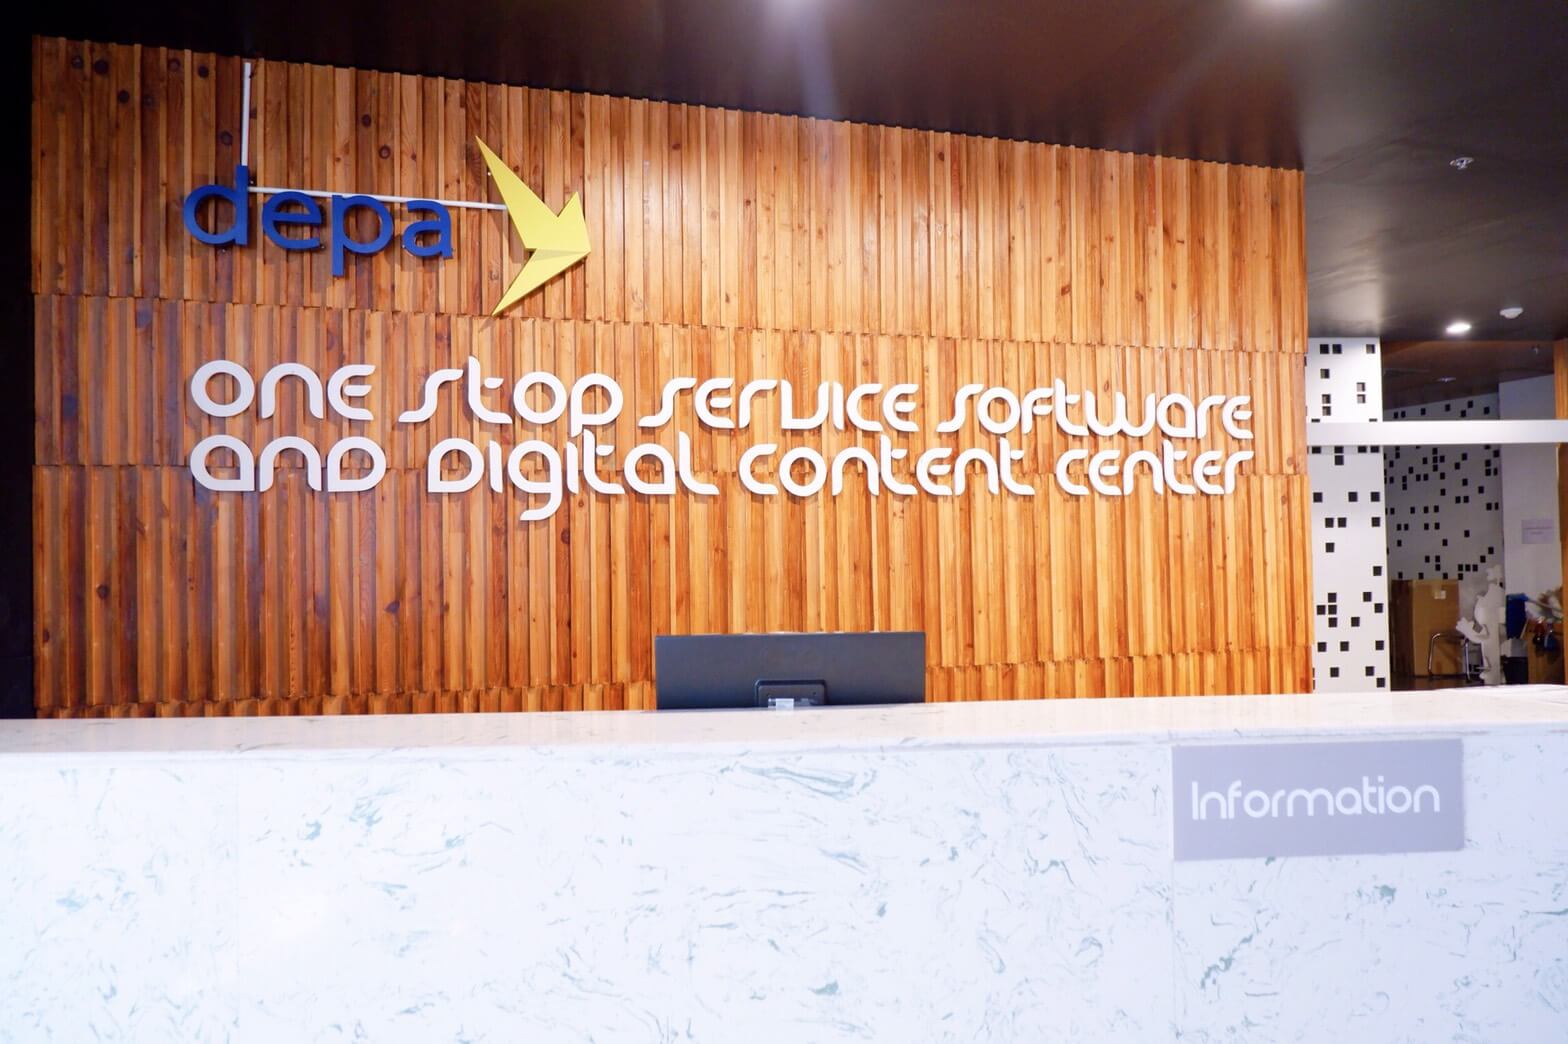 depa
one stop service software
and digital content center
Information